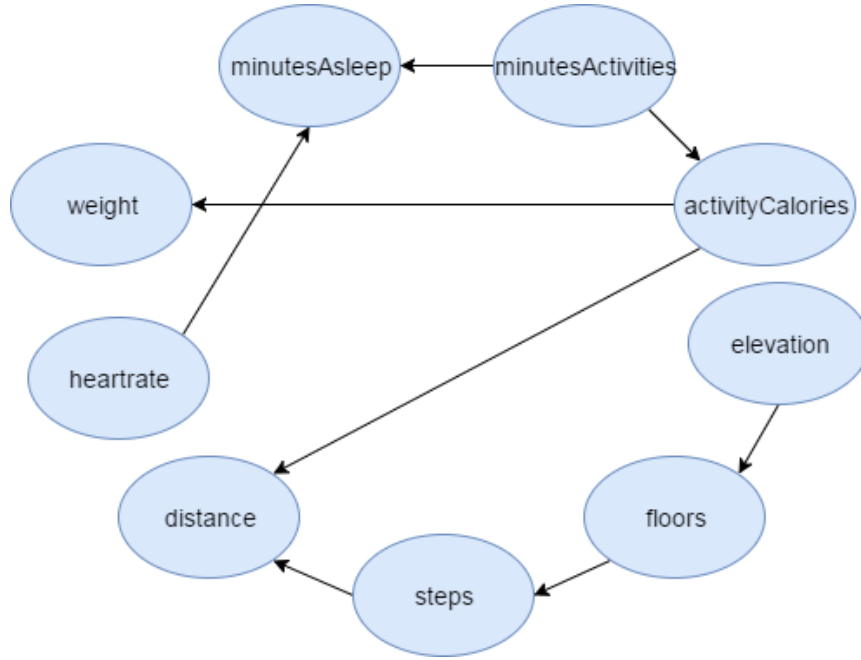 minutesAsleep
minutesActivities
weight
activityCalories
elevation
heartrate
distance
floors
steps